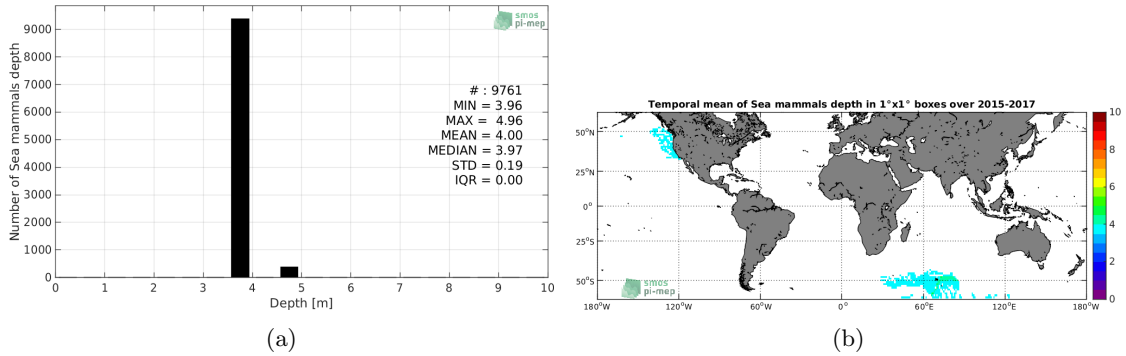 9000
8000
7000
6000
5000
4000
3000
2000
1000
0
Number of Sea mammals depth
smos
pi-mep
# : 9761
MIN = 3.96
MAX = 4.96
MEAN = 4.00
MEDIAN = 3.97
STD = 0.19
IQR = 0.00
0 1 2 3 4 5 6 7 8 9 10
Depth [m]
(a)
Temporal mean of Sea mammals depth in 1°x1° boxes over 2015-2017
50°N
25°N
0°
25°S
50°S
smos
pi-mep
180°W 120°W 60°W 0° 60°E 120°E 180°W
10
8
6
4
2
0
(b)